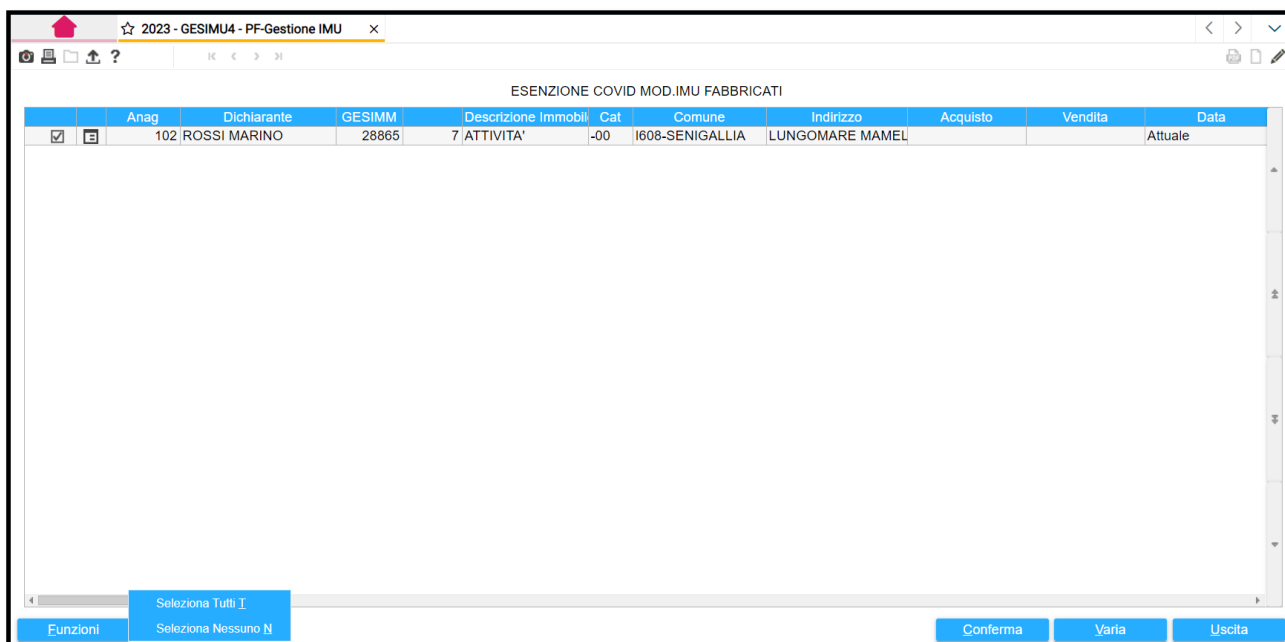 2023 - GESIMU4 - PF-Gestione IMU
ESENZIONE COVID MOD.IMU FABBRICATI
Anag Dichiarante GESIMM Descrizione Immobil Cat Comune Indirizzo Acquisto Vendita Data
102 ROSSI MARINO 28865 7 ATTIVITA' -00 I608-SENIGALLIA LUNGOMARE MAMEL Attuale
Seleziona Tutti T
Seleziona Nessuno N
Funzioni Conferma Varia Uscita